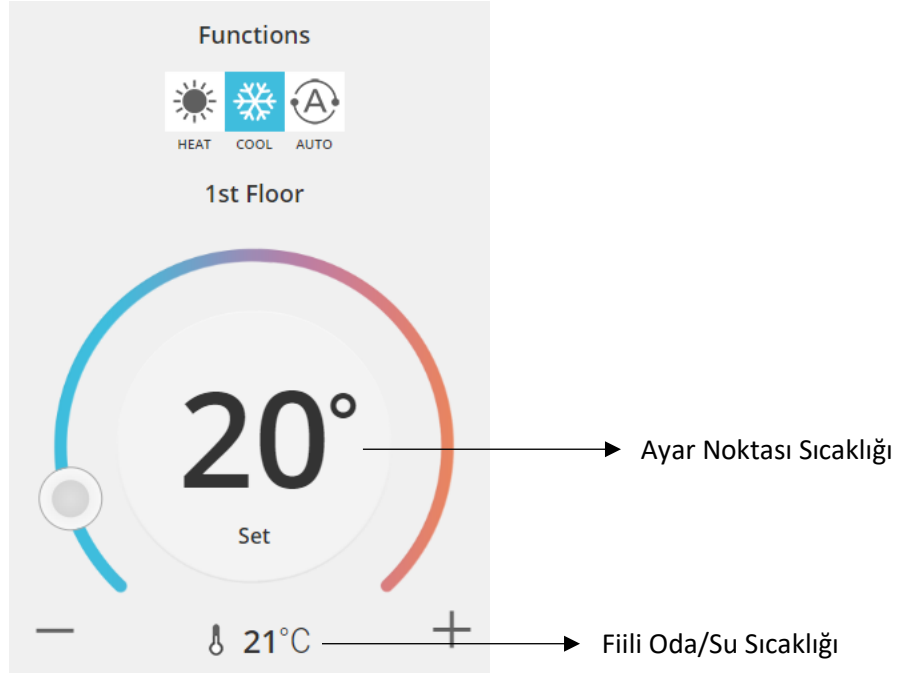 Functions
HEAT COOL AUTO
1st Floor
20°
Ayar Noktası Sıcaklığı
Set
21°C
Fiili Oda/Su Sıcaklığı